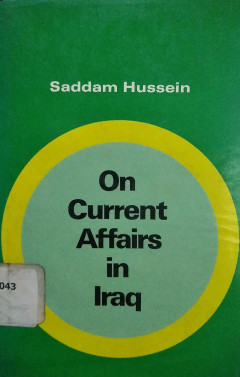 Saddam Hussein
On
Current
Affairs
in
Iraq
043